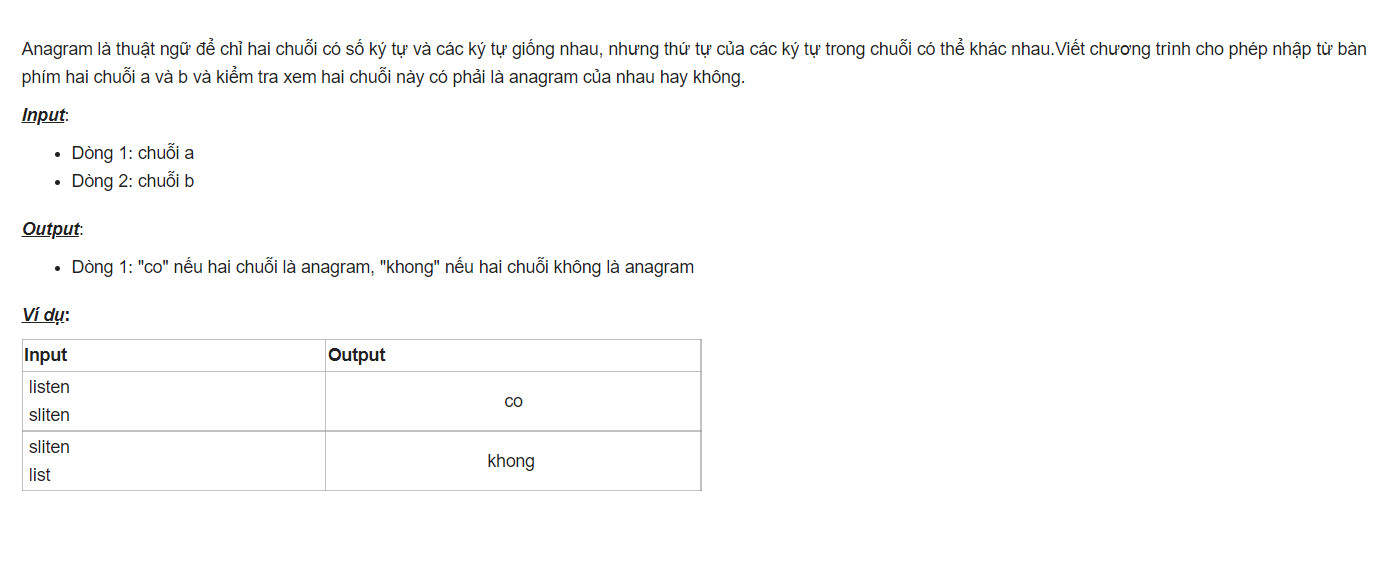 Anagram là thuật ngữ để chỉ hai chuỗi có số ký tự và các ký tự giống nhau, nhưng thứ tự của các ký tự trong chuỗi có thể khác nhau.Viết chương trình cho phép nhập từ bàn
phím hai chuỗi a và b và kiểm tra xem hai chuỗi này có phải là anagram của nhau hay không.
Input:
• Dòng 1: chuỗi a
• Dòng 2: chuỗi b
Output:
• Dòng 1: "co" nếu hai chuỗi là anagram, "khong" nếu hai chuỗi không là anagram
Ví dụ:
Input Output
listen
sliten
co
sliten
list
khong